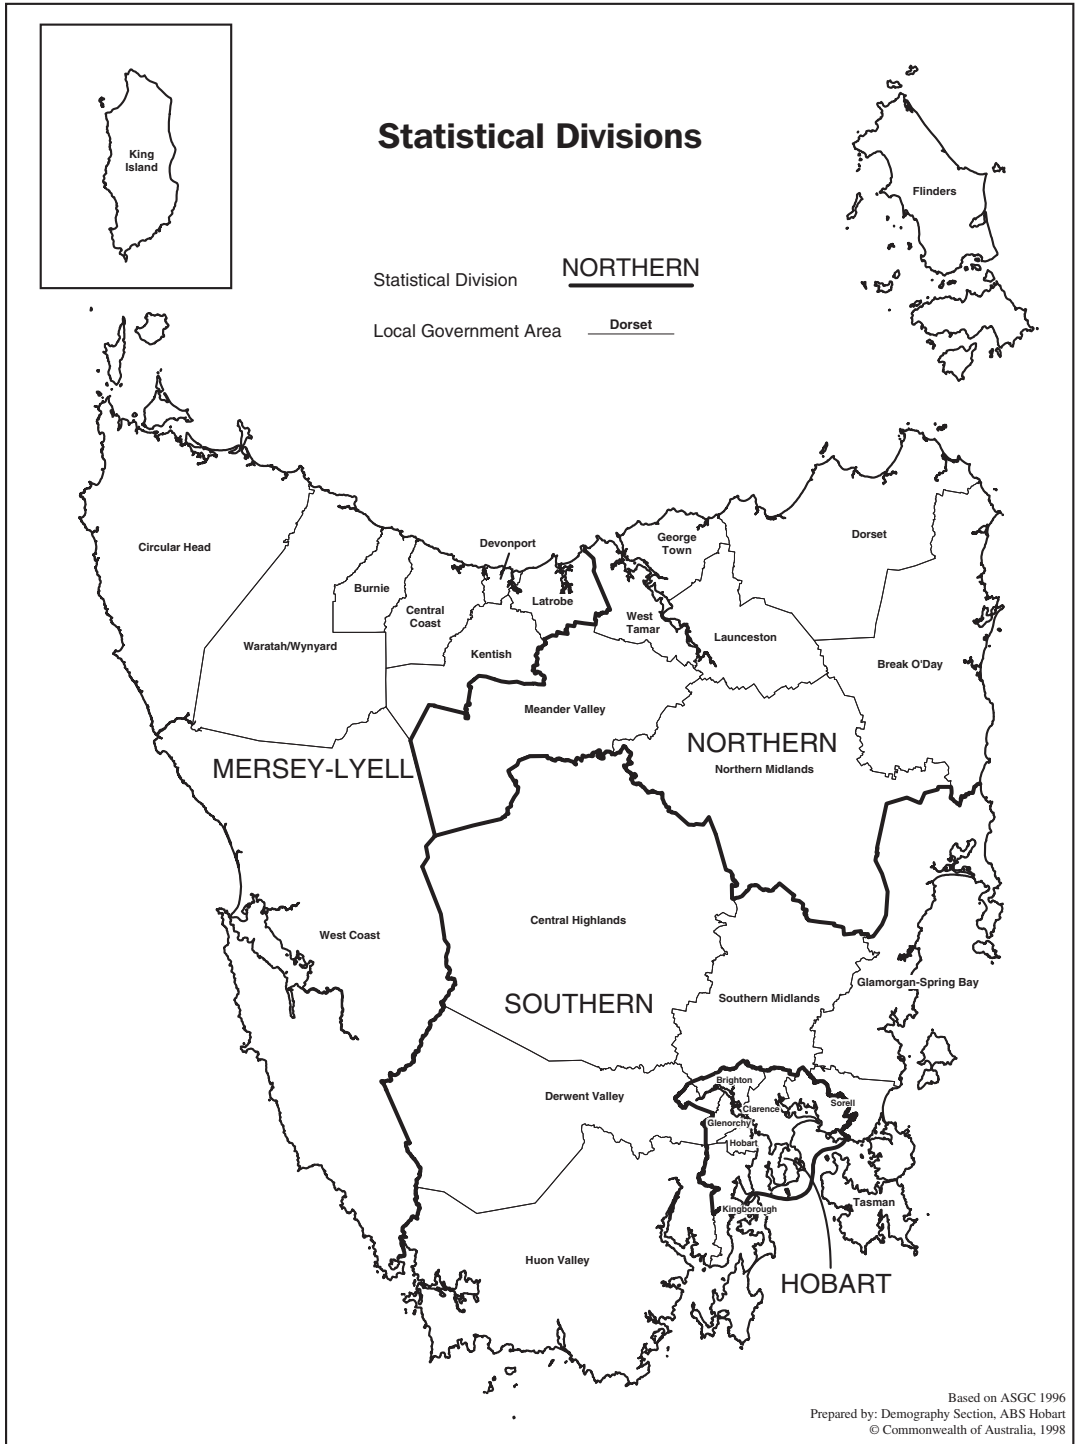 King
Island
Statistical Divisions
Flinders
Statistical Division
NORTHERN
Local Government Area
Dorset
Circular Head
Devonport
George
Town
Dorset
Burnie
Latrobe
Central
Coast
West
Tamar
Launceston
Waratah/Wynyard
Kentish
Break O'Day
Meander Valley
NORTHERN
MERSEY-LYELL
Northern Midlands
Central Highlands
West Coast
Glamorgan-Spring Bay
SOUTHERN
Southern Midlands
Brighton
Derwent Valley
Clarence
Sorell
Glenorchy
Hobart
Tasman
Kingborough
Huon Valley
HOBART
Based on ASGC 1996
Prepared by: Demography Section, ABS Hobart
© Commonwealth of Australia, 1998